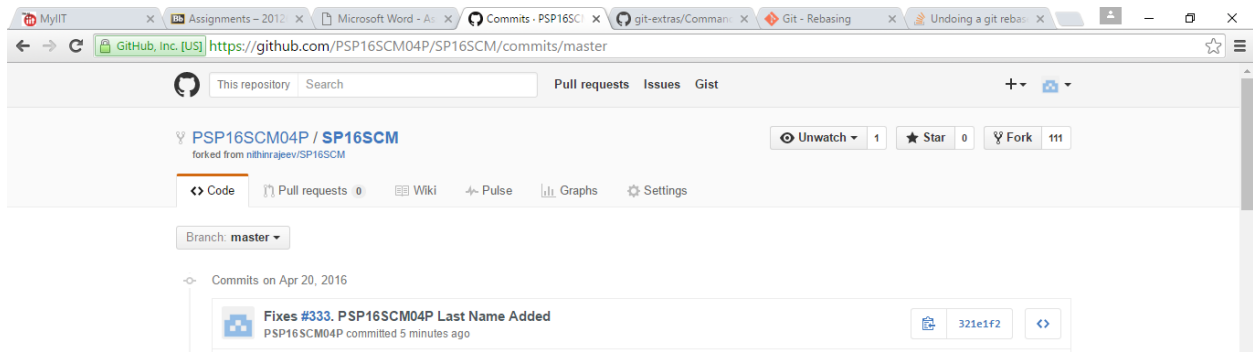 MyIIT Assignments – 2012 Microsoft Word - As Commits · PSP16SC git-extras/Comman Git - Rebasing Undoing a git rebas
GitHub, Inc. [US] https://github.com/PSP16SCM04P/SP16SCM/commits/master
This repository Search Pull requests Issues Gist
PSP16SCM04P / SP16SCM Unwatch 1 Star 0 Fork 111
forked from nithinrajeev/SP16SCM
Code Pull requests 0 Wiki Pulse Graphs Settings
Branch: master
Commits on Apr 20, 2016
Fixes #333. PSP16SCM04P Last Name Added
PSP16SCM04P committed 5 minutes ago 321e1f2